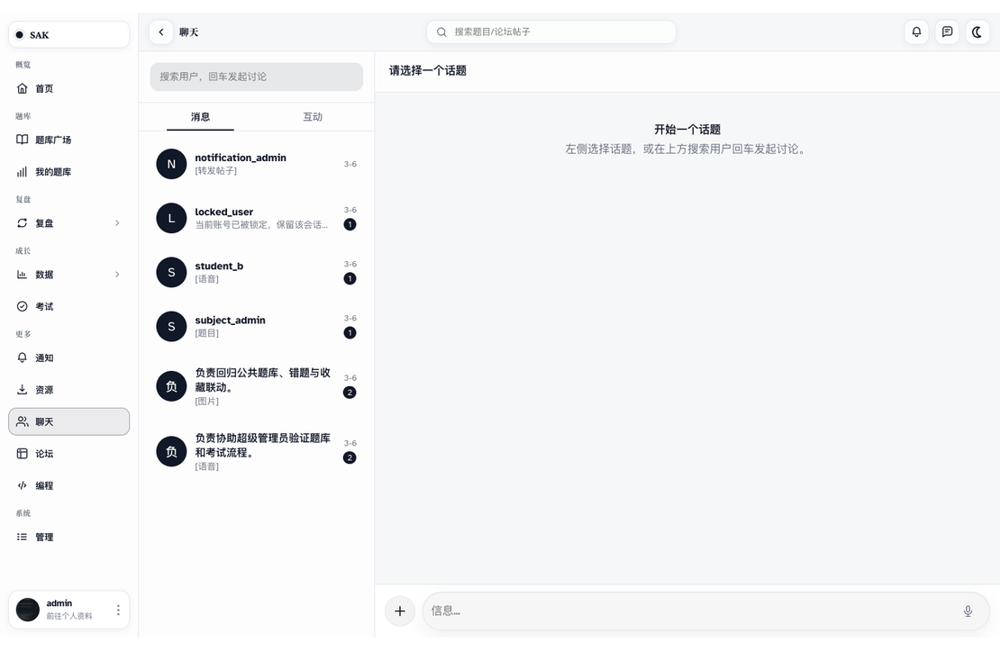 SAK
概览
首页
题库
题库广场
我的题库
复盘
复盘
成长
数据
考试
更多
通知
资源
聊天
论坛
编程
系统
管理
admin
前往个人资料
聊天
搜索题目/论坛帖子
搜索用户，回车发起讨论
消息
互动
N
notification_admin
3-6
[转发帖子]
L
locked_user
3-6
当前账号已被锁定，保留该会话...
1
S
student_b
3-6
[语音]
1
S
subject_admin
3-6
[题目]
1
负
负责回归公共题库、错题与收
藏联动。
3-6
[图片]
2
负
负责协助超级管理员验证题库
和考试流程。
3-6
[语音]
2
请选择一个话题
开始一个话题
左侧选择话题，或在上方搜索用户回车发起讨论。
信息...